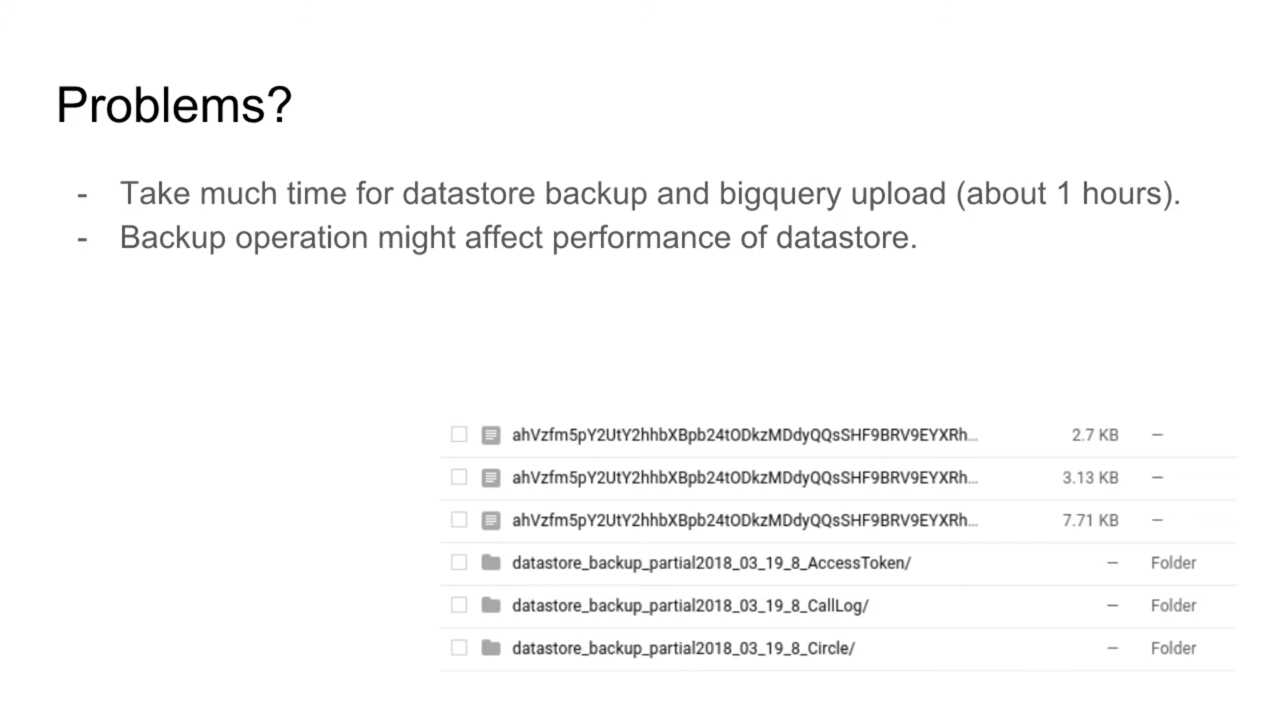 Problems?
- Take much time for datastore backup and bigquery upload (about 1 hours).
- Backup operation might affect performance of datastore.
ahVzfm5pY2UtY2hhbXBpb24tODkzMDdyQQsSHF9BRV9EYXRh... 2.7 KB –
ahVzfm5pY2UtY2hhbXBpb24tODkzMDdyQQsSHF9BRV9EYXRh... 3.13 KB –
ahVzfm5pY2UtY2hhbXBpb24tODkzMDdyQQsSHF9BRV9EYXRh... 7.71 KB –
datastore_backup_partial2018_03_19_8_AccessToken/ – Folder
datastore_backup_partial2018_03_19_8_CallLog/ – Folder
datastore_backup_partial2018_03_19_8_Circle/ – Folder